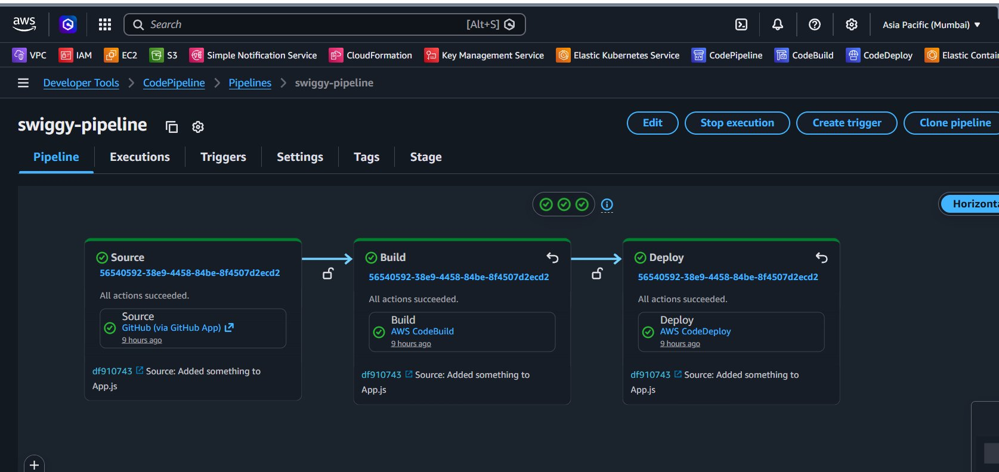 aws
Search [Alt+S]
Asia Pacific (Mumbai)
VPC IAM EC2 S3 Simple Notification Service CloudFormation Key Management Service Elastic Kubernetes Service CodePipeline CodeBuild CodeDeploy Elastic
Developer Tools > CodePipeline > Pipelines > swiggy-pipeline
swiggy-pipeline
Edit Stop execution Create trigger Clone pipeline
Pipeline Executions Triggers Settings Tags Stage
Source
56540592-38e9-4458-84be-8f4507d2ecd2
All actions succeeded.
Source
GitHub (via GitHub App)
9 hours ago
df910743 Source: Added something to
App.js
Build
56540592-38e9-4458-84be-8f4507d2ecd2
All actions succeeded.
Build
AWS CodeBuild
9 hours ago
df910743 Source: Added something to
App.js
Deploy
56540592-38e9-4458-84be-8f4507d2ecd2
All actions succeeded.
Deploy
AWS CodeDeploy
9 hours ago
df910743 Source: Added something to
App.js